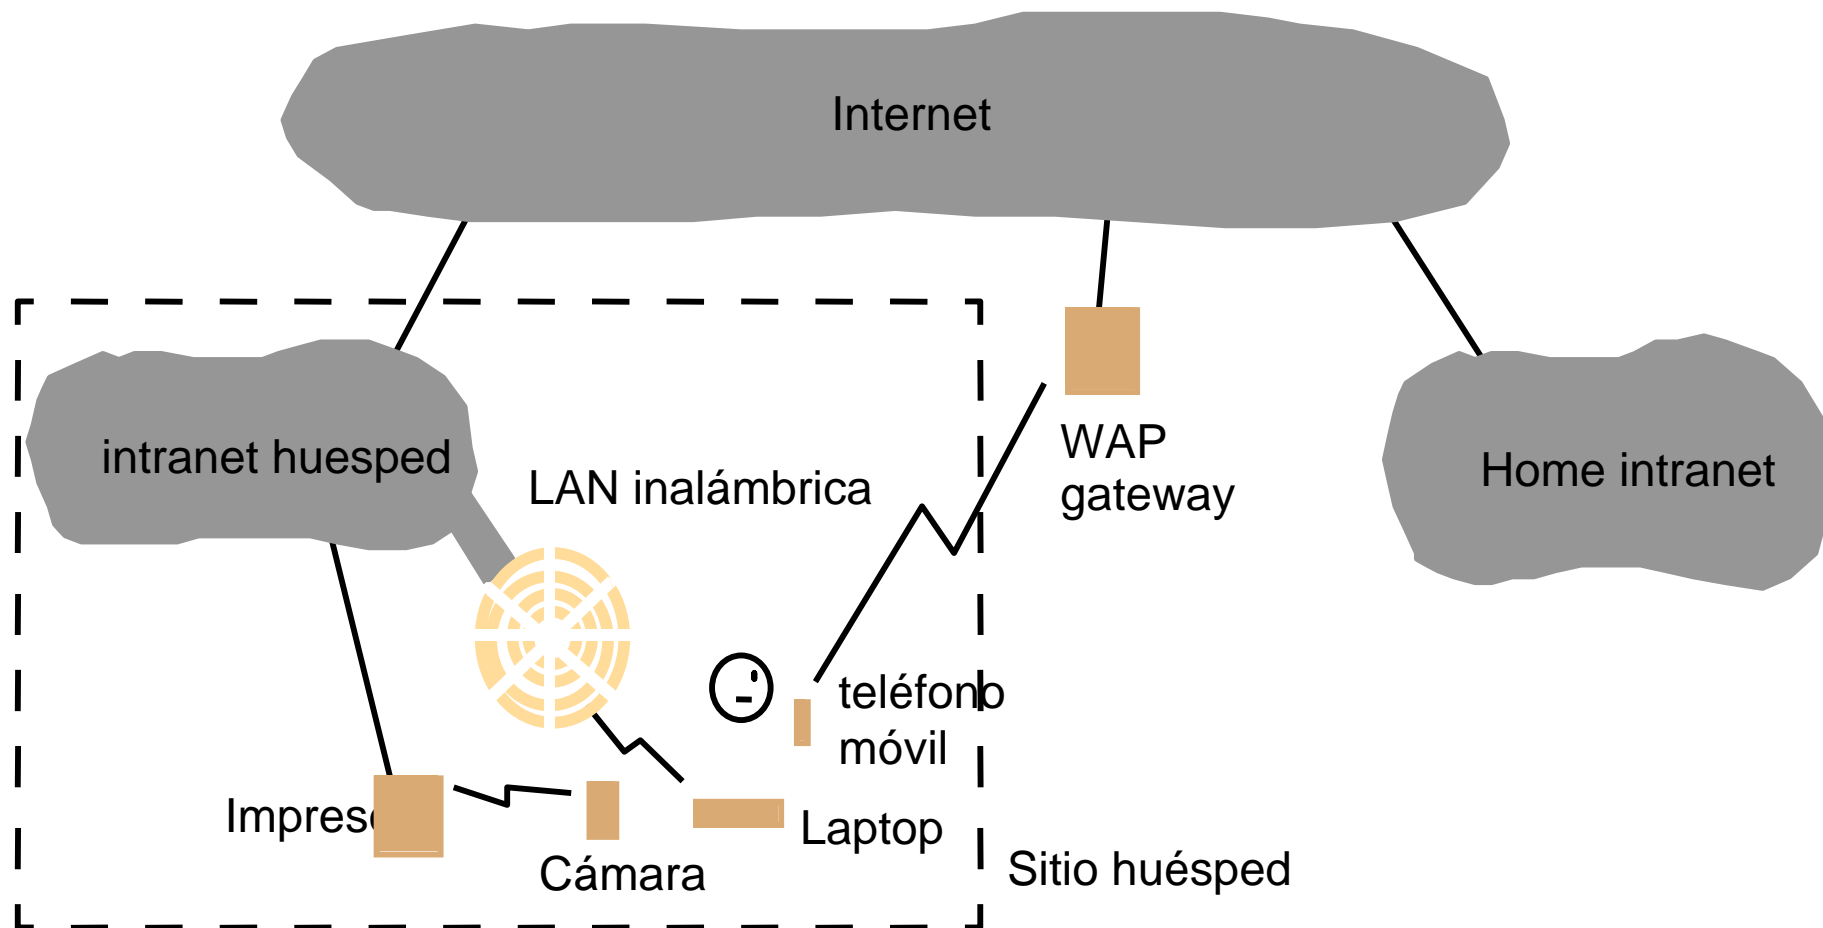 Internet
intranet huesped
LAN inalámbrica
WAP
gateway
Home intranet
teléfono
móvil
Laptop
Cámara
Sitio huésped